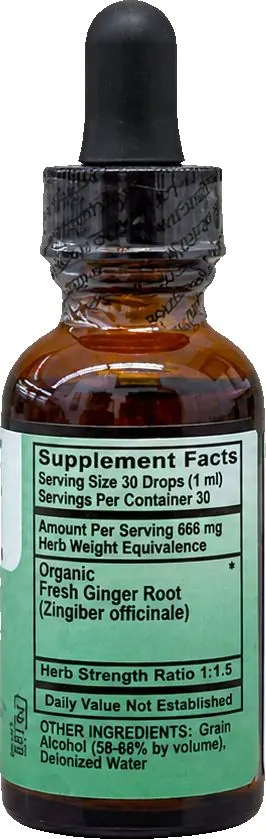 Supplement Facts
Serving Size 30 Drops (1 ml)
Servings Per Container 30
Amount Per Serving 666 mg
Herb Weight Equivalence
Organic *
Fresh Ginger Root
(Zingiber officinale)
Herb Strength Ratio 1:1.5
Daily Value Not Established
OTHER INGREDIENTS: Grain
Alcohol (58-68% by volume),
Deionized Water